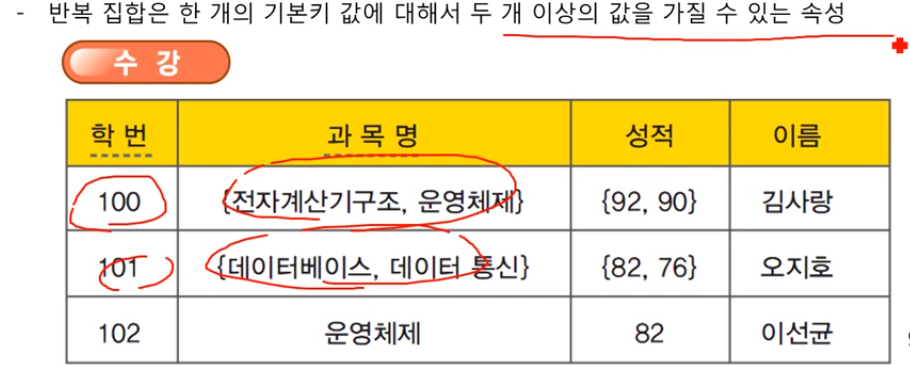 - 반복 집합은 한 개의 기본키 값에 대해서 두 개 이상의 값을 가질 수 있는 속성
수 강
학 번 과 목 명 성적 이름
100 {전자계산기구조, 운영체제} {92, 90} 김사랑
101 {데이터베이스, 데이터 통신} {82, 76} 오지호
102 운영체제 82 이선균